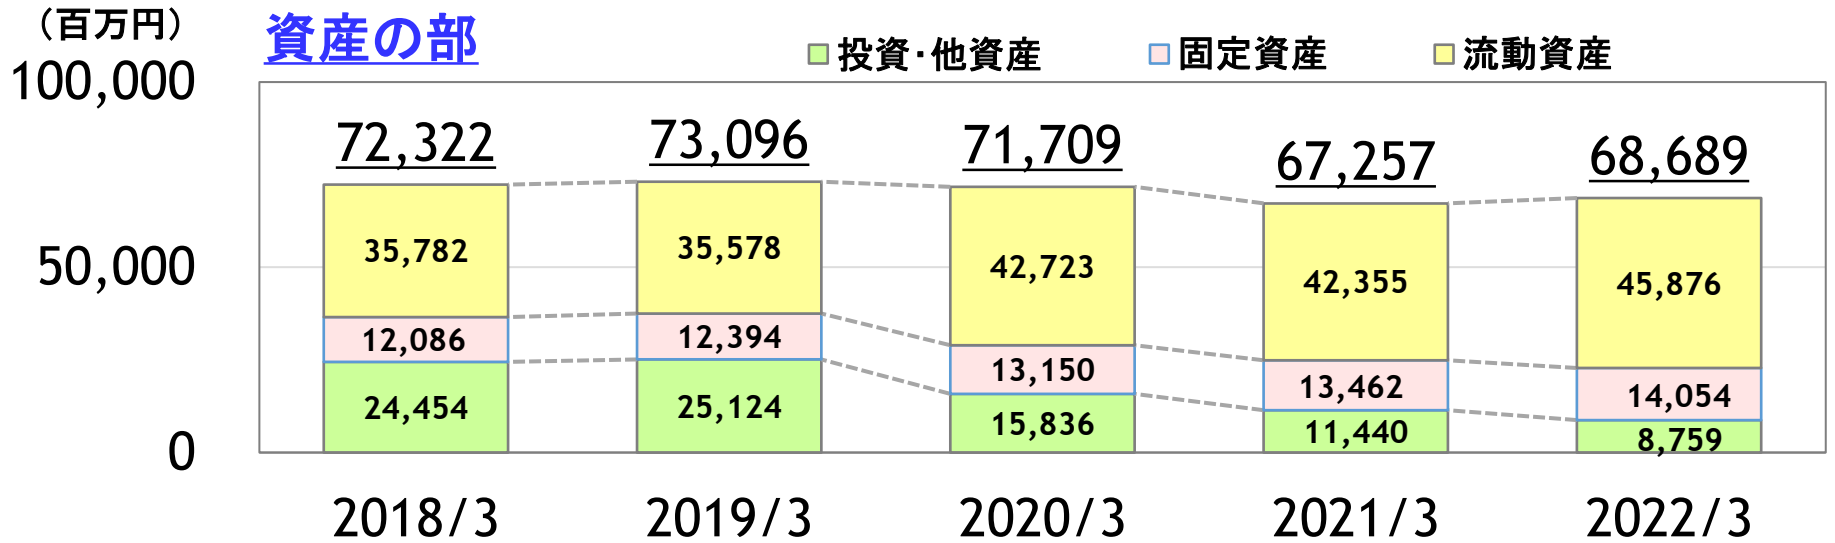 （百万円）
資産の部
投資･他資産 固定資産 流動資産
100,000
72,322 73,096 71,709 67,257 68,689
50,000
35,782 35,578 42,723 42,355 45,876
12,086 12,394 13,150 13,462 14,054
24,454 25,124 15,836 11,440 8,759
0
2018/3 2019/3 2020/3 2021/3 2022/3